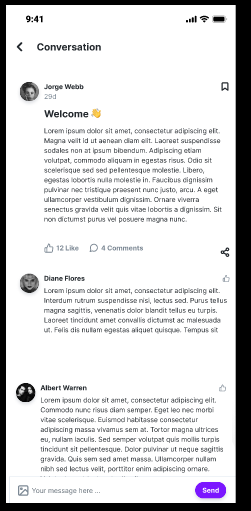 9:41
Conversation
Jorge Webb
29d
Welcome 👋
Lorem ipsum dolor sit amet, consectetur adipiscing elit.
Magna velit id ut aenean diam elit. Laoreet suspendisse
sodales non at ipsum bibendum. Adipiscing etiam
volutpat, commodo aliquam in egestas risus. Odio sit
scelerisque sed sed pellentesque molestie. Libero,
egestas lobortis nulla molestie in. Faucibus dignissim
pulvinar nec tristique praesent nunc justo, arcu. A eget
ullamcorper vestibulum dignissim. Ornare viverra
senectus gravida velit quis vitae lobortis a dignissim. Sit
non dictumst purus vel posuere magna nunc.
12 Like 4 Comments
Diane Flores
Lorem ipsum dolor sit amet, consectetur adipiscing elit.
Interdum rutrum suspendisse nisi, lectus sed. Purus tellus
magna sagittis, venenatis dolor blandit tellus eu turpis.
Laoreet tincidunt amet convallis dictumst ac malesuada
ut. Felis dis nullam egestas aliquet quisque. Tempus sit
Albert Warren
Lorem ipsum dolor sit amet, consectetur adipiscing elit.
Commodo nunc risus diam semper. Eget leo nec morbi
vitae scelerisque. Euismod habitasse consectetur
adipiscing massa vivamus sem at. Tortor magna ultrices
eu, nullam iaculis. Sed semper volutpat quis mollis turpis
tincidunt sit quis sodales. Dolor pulvinar ut neque sagittis
gravida. Quis sem sed amet massa. Ullamcorper nullam
nibh sed lectus velit, porttitor enim adipiscing ornare.
Your message here ...
Send